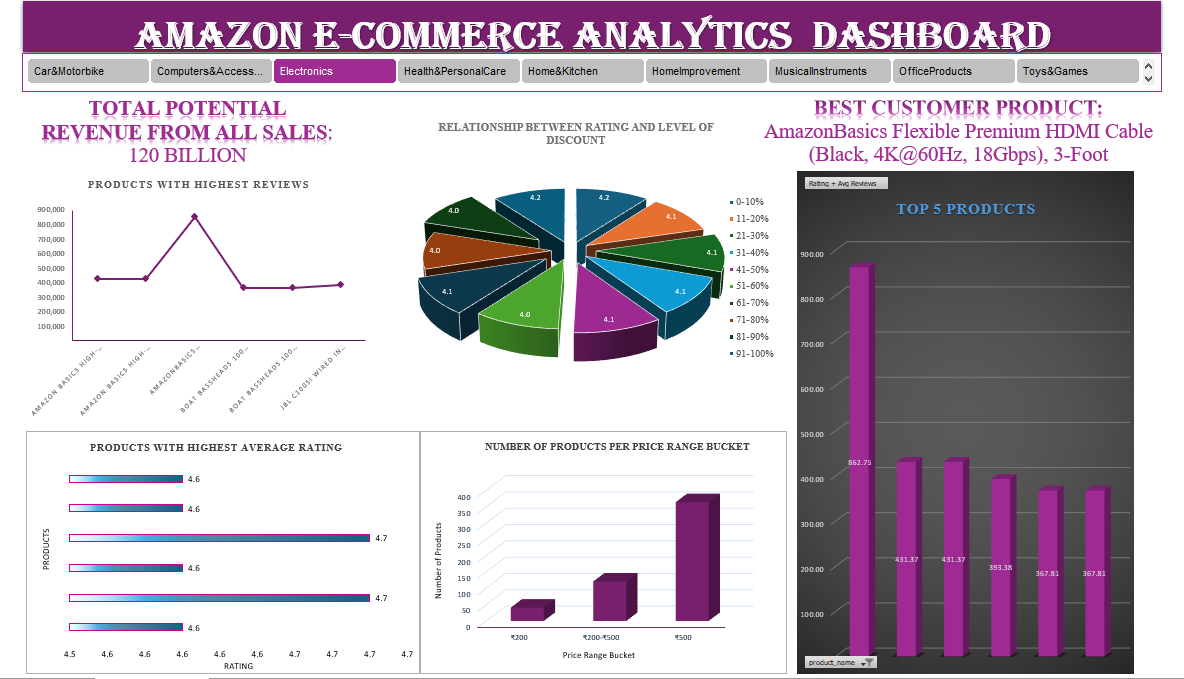 AMAZON E-COMMERCE ANALYTICS DASHBOARD
Car&Motorbike
Computers&Access...
Electronics
Health&PersonalCare
Home&Kitchen
HomeImprovement
MusicalInstruments
OfficeProducts
Toys&Games
TOTAL POTENTIAL
REVENUE FROM ALL SALES:
120 BILLION
PRODUCTS WITH HIGHEST REVIEWS
900,000
800,000
700,000
600,000
500,000
400,000
300,000
200,000
100,000
AMAZON BASICS HIGH-...
AMAZON BASICS HIGH-...
AMAZONBASICS...
BOAT BASSHEADS 100...
BOAT BASSHEADS 100...
JBL C100SI WIRED IN...
RELATIONSHIP BETWEEN RATING AND LEVEL OF
DISCOUNT
4.2
4.1
4.1
4.1
4.1
4.0
4.1
4.0
4.0
4.2
0-10%
11-20%
21-30%
31-40%
41-50%
51-60%
61-70%
71-80%
81-90%
91-100%
BEST CUSTOMER PRODUCT:
AmazonBasics Flexible Premium HDMI Cable
(Black, 4K@60Hz, 18Gbps), 3-Foot
Rating + Avg Reviews
TOP 5 PRODUCTS
900.00
800.00
700.00
600.00
500.00
400.00
300.00
200.00
100.00
862.75
431.37
431.37
393.38
367.81
367.81
product_name
PRODUCTS WITH HIGHEST AVERAGE RATING
PRODUCTS
4.6
4.6
4.7
4.6
4.7
4.6
4.5 4.6 4.6 4.6 4.6 4.6 4.7 4.7 4.7 4.7
RATING
NUMBER OF PRODUCTS PER PRICE RANGE BUCKET
Number of Products
400
350
300
250
200
150
100
50
0
₹200 ₹200-₹500 ₹500
Price Range Bucket